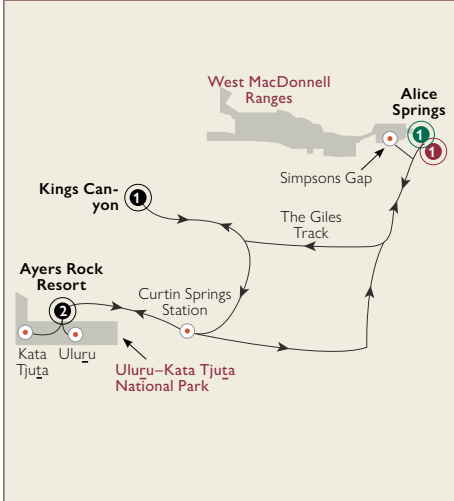 West MacDonnell
Ranges
Alice
Springs
1
1
Simpsons Gap
Kings Can-
yon
1
The Giles
Track
Ayers Rock
Resort
2
Curtin Springs
Station
Kata
Tjuṯa
Uluṟu
Uluṟu–Kata Tjuṯa
National Park